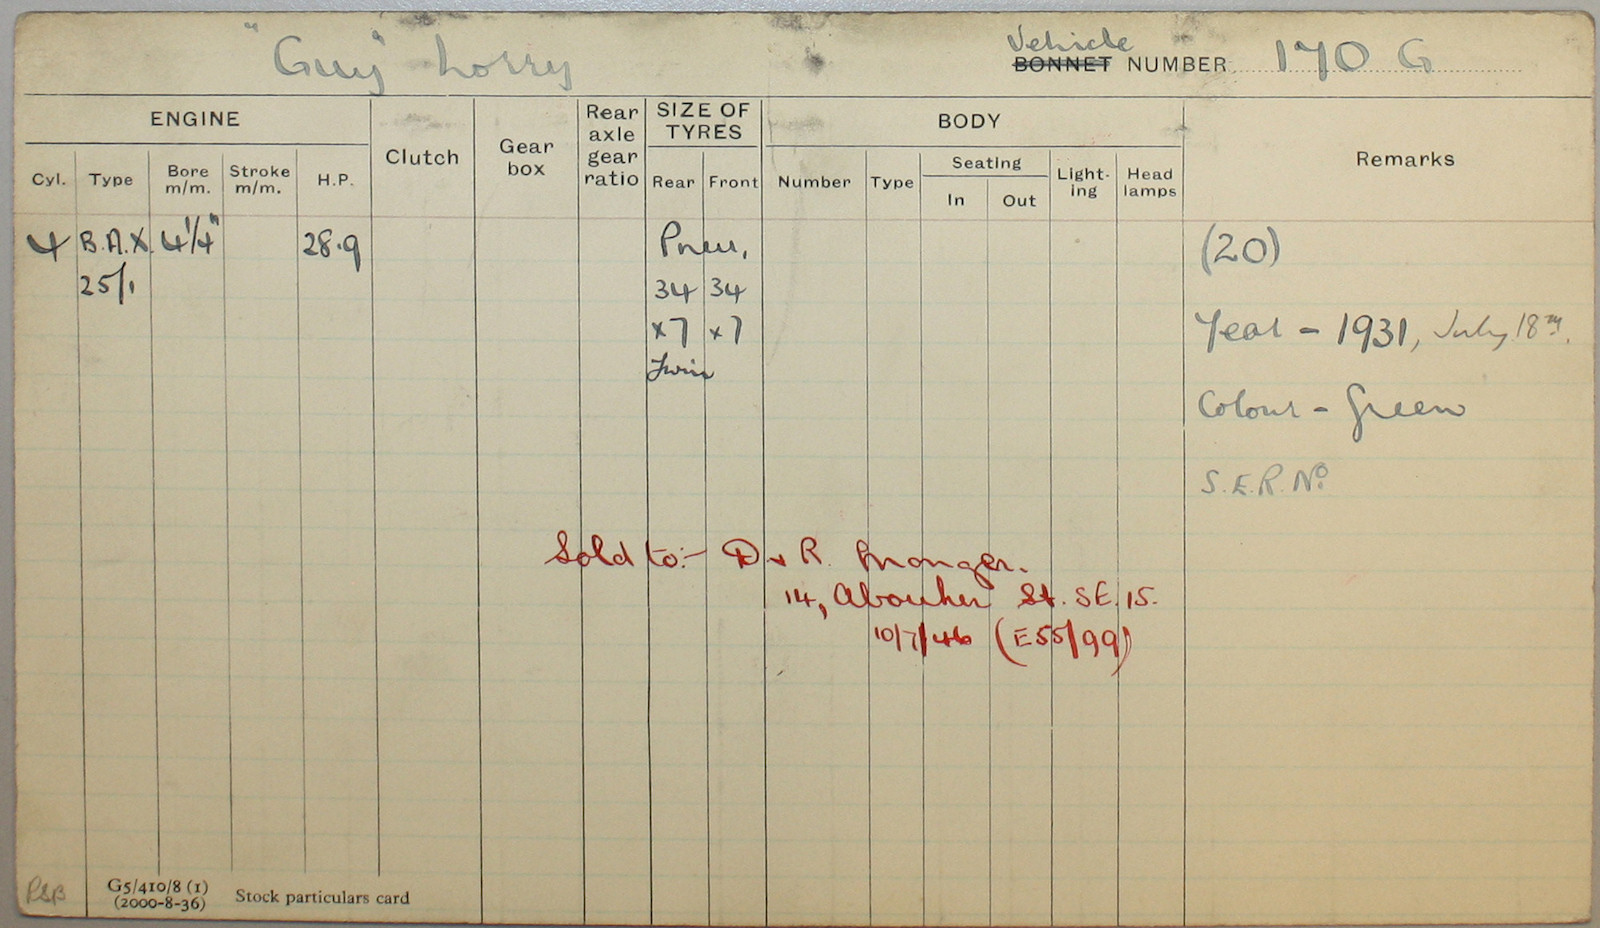 "Guy" Lorry
Vehicle
BONNET NUMBER 170 G
ENGINE
Clutch
Gear box
Rear axle gear ratio
SIZE OF TYRES
BODY
Remarks
Cyl. Type Bore m/m. Stroke m/m. H.P.
Rear Front
Number Type
Seating
In Out
Light-ing
Head lamps
4 B.A.X. 4¼" 28.9 Pneu. (20)
25/1 34 34
x7 x7 Year - 1931, July 18th.
Twin
Colour - Green
S.E.R. No
Sold to:- D & R. Monger.
14, St. SE. 15.
10/7/46 (E55/99)
G5/410/8 (1)
(2000-8-36) Stock particulars card